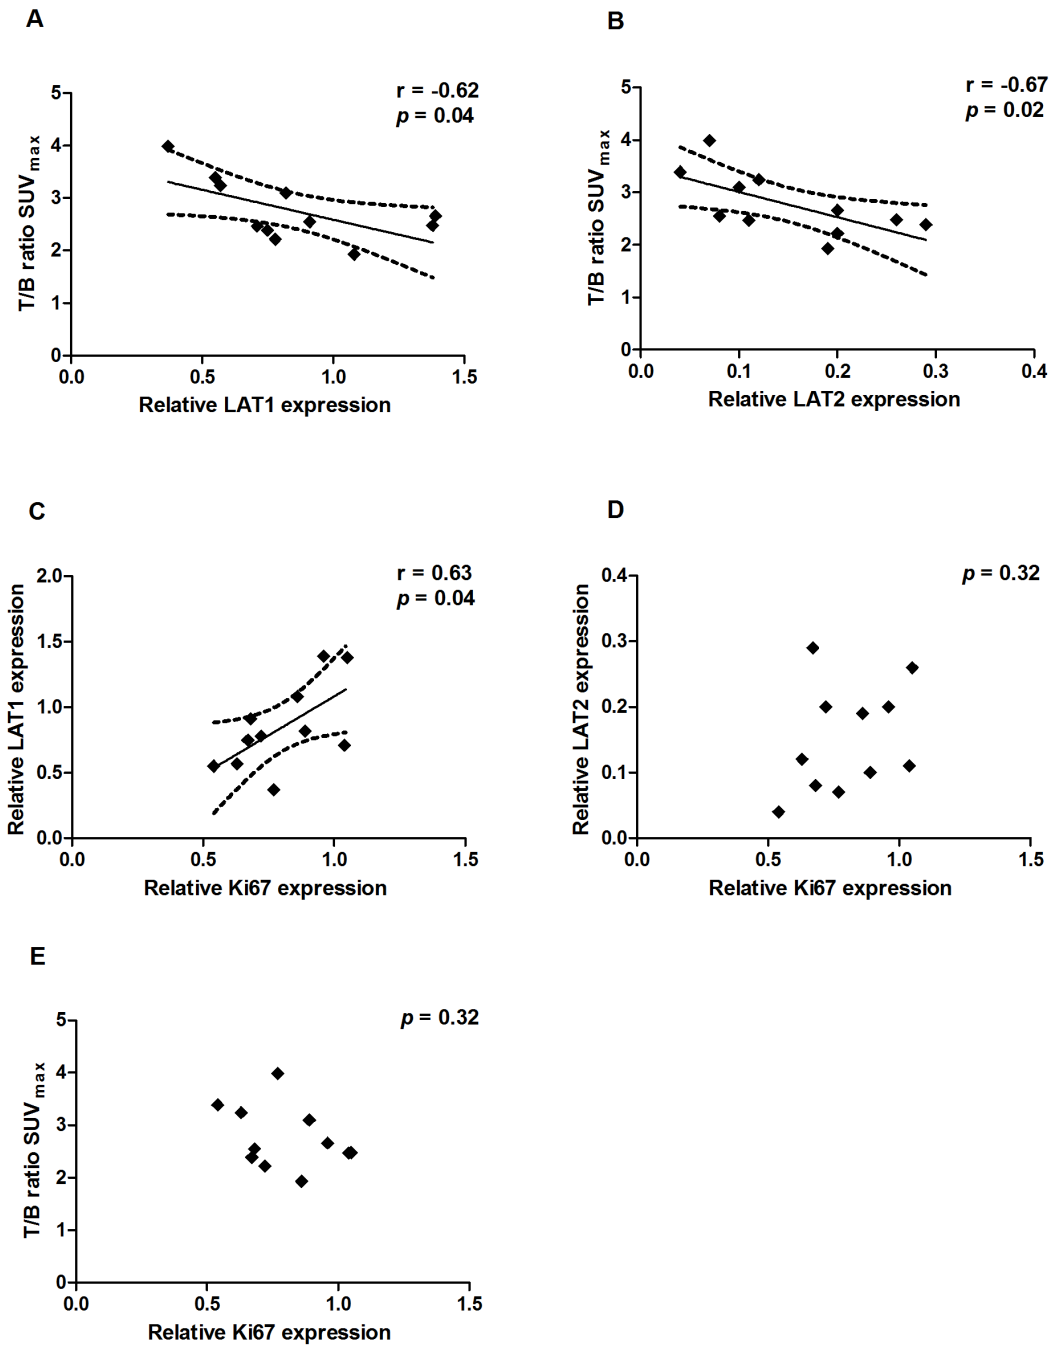 A
r = -0.62
p = 0.04
T/B ratio SUVmax
5
4
3
2
1
0
0.0 0.5 1.0 1.5
Relative LAT1 expression
B
r = -0.67
p = 0.02
T/B ratio SUVmax
5
4
3
2
1
0
0.0 0.1 0.2 0.3 0.4
Relative LAT2 expression
C
r = 0.63
p = 0.04
Relative LAT1 expression
2.0
1.5
1.0
0.5
0.0
0.0 0.5 1.0 1.5
Relative Ki67 expression
D
p = 0.32
Relative LAT2 expression
0.4
0.3
0.2
0.1
0.0
0.0 0.5 1.0 1.5
Relative Ki67 expression
E
p = 0.32
T/B ratio SUVmax
5
4
3
2
1
0
0.0 0.5 1.0 1.5
Relative Ki67 expression